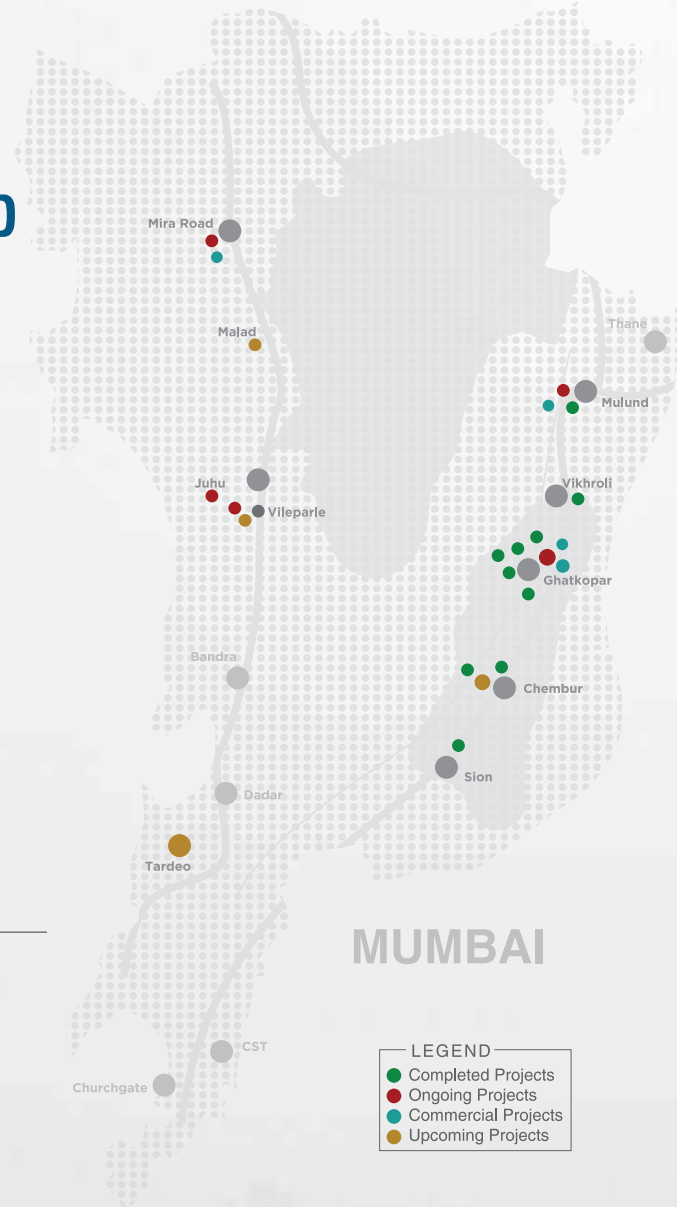 Mira Road
Malad
Thane
Mulund
Juhu
Vileparle
Vikhroli
Ghatkopar
Bandra
Chembur
Sion
Dadar
Tardeo
MUMBAI
CST
Churchgate
LEGEND
Completed Projects
Ongoing Projects
Commercial Projects
Upcoming Projects